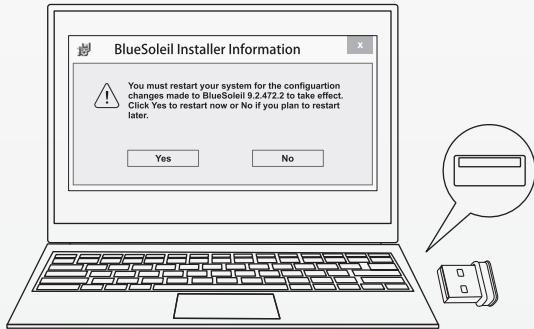 BlueSoleil Installer Information
x
You must restart your system for the configuartion
changes made to BlueSoleil 9.2.472.2 to take effect.
Click Yes to restart now or No if you plan to restart
later.
Yes
No